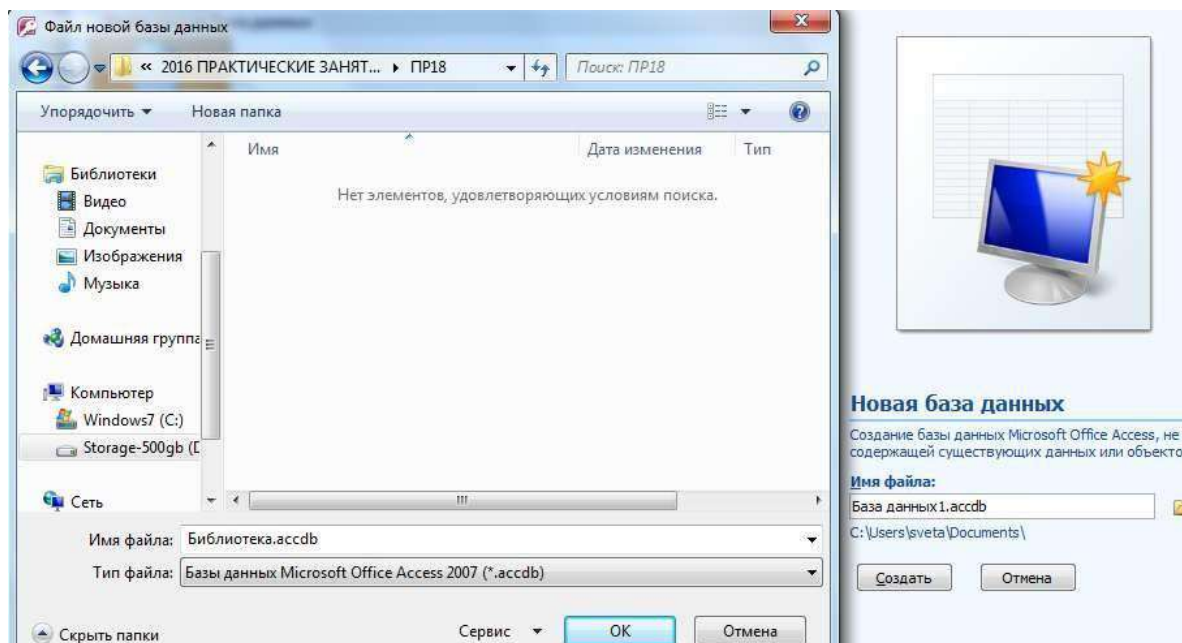 Файл новой базы данных
« 2016 ПРАКТИЧЕСКИЕ ЗАНЯТ... ▸ ПР18
Поиск: ПР18
Упорядочить
Новая папка
Имя
Дата изменения
Тип
Нет элементов, удовлетворяющих условиям поиска.
Библиотеки
Видео
Документы
Изображения
Музыка
Домашняя группа
Компьютер
Windows7 (C:)
Storage-500gb (D
Сеть
Имя файла: Библиотека.accdb
Тип файла: Базы данных Microsoft Office Access 2007 (*.accdb)
Скрыть папки
Сервис
OK
Отмена
Новая база данных
Создание базы данных Microsoft Office Access, не
содержащей существующих данных или объекто
Имя файла:
База данных1.accdb
C:\Users\sveta\Documents\
Создать
Отмена